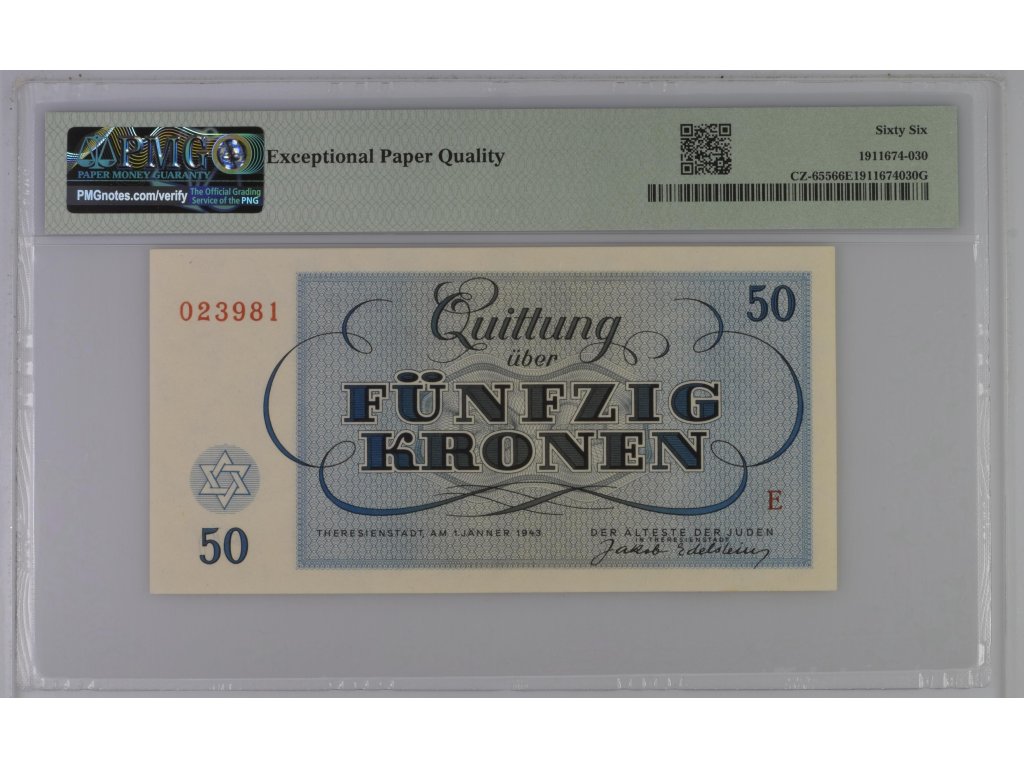 PMG
PAPER MONEY GUARANTY
PMGnotes.com/verify
The Official Grading
Service of the PNG
Exceptional Paper Quality
Sixty Six
1911674-030
CZ-65566E1911674030G
023981
50
Quittung
über
FÜNFZIG
KRONEN
E
50
THERESIENSTADT, AM 1. JÄNNER 1943
DER ÄLTESTE DER JUDEN
IN THERESIENSTADT
Jakob Edelstein